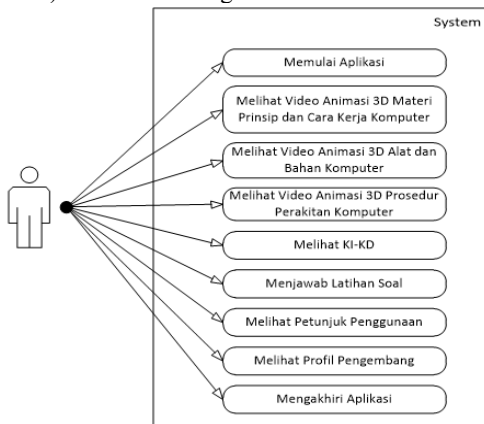 System
Memulai Aplikasi
Melihat Video Animasi 3D Materi
Prinsip dan Cara Kerja Komputer
Melihat Video Animasi 3D Alat dan
Bahan Komputer
Melihat Video Animasi 3D Prosedur
Perakitan Komputer
Melihat KI-KD
Menjawab Latihan Soal
Melihat Petunjuk Penggunaan
Melihat Profil Pengembang
Mengakhiri Aplikasi